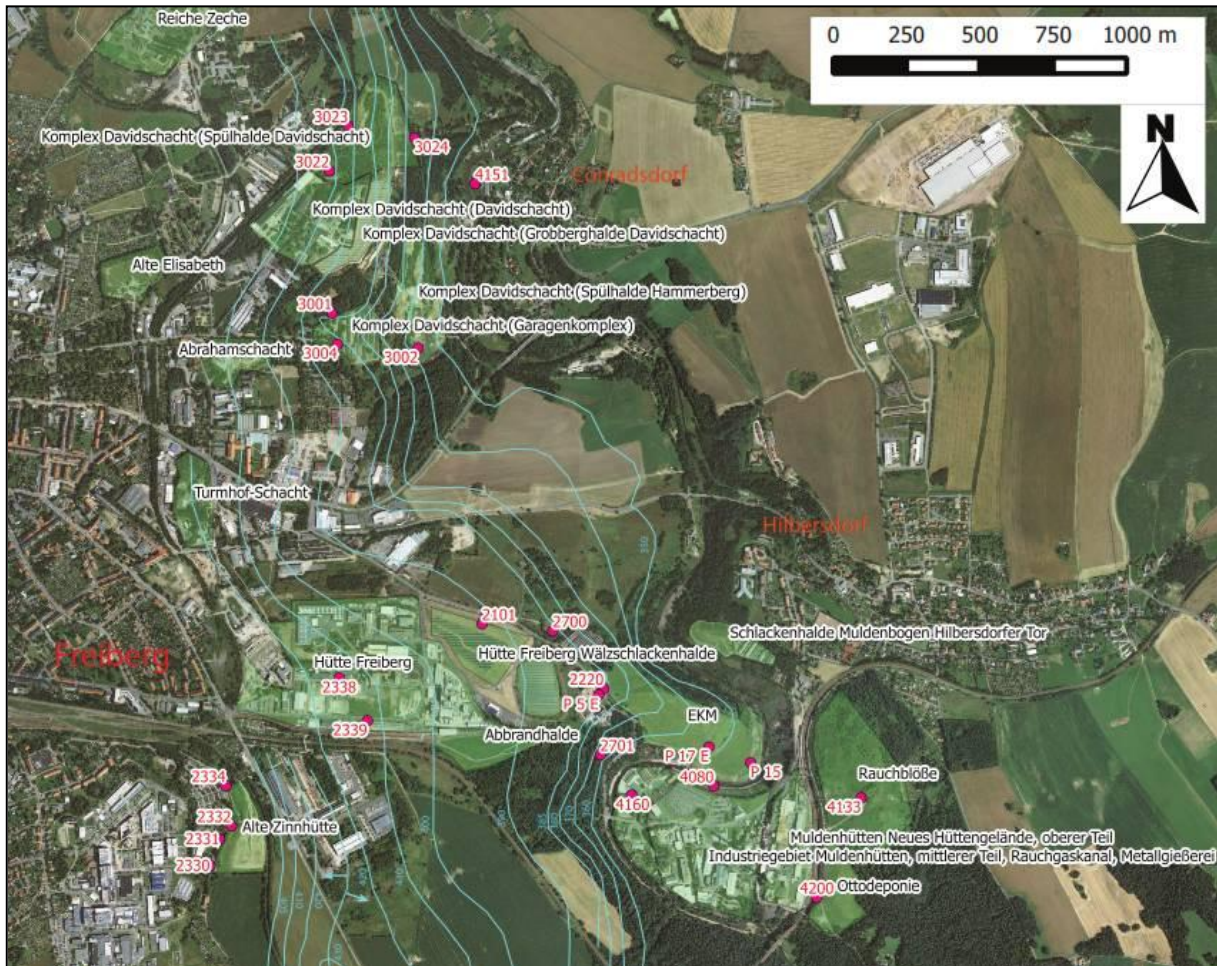 Reiche Zeche
0 250 500 750 1000 m
N
3023
Komplex Davidschacht (Spülhalde Davidschacht)
3024
3022
4151
Conradsdorf
Komplex Davidschacht (Davidschacht)
Komplex Davidschacht (Grobberghalde Davidschacht)
Alte Elisabeth
Komplex Davidschacht (Spülhalde Hammerberg)
3001
Komplex Davidschacht (Garagenkomplex)
Abrahamschacht
3004
3002
Turmhof-Schacht
Hilbersdorf
350
2101
2700
Schlackenhalde Muldenbogen Hilbersdorfer Tor
Freiberg
Hütte Freiberg
Hütte Freiberg Wälzschlackenhalde
2338
2220
P 5 E
EKM
2339
Abbrandhalde
2701
P 17 E
P 15
2334
4080
Rauchblöße
4160
4133
2332
Alte Zinnhütte
2331
Muldenhütten Neues Hüttengelände, oberer Teil
Industriegebiet Muldenhütten, mittlerer Teil, Rauchgaskanal, Metallgießerei
2330
4200
Ottodeponie